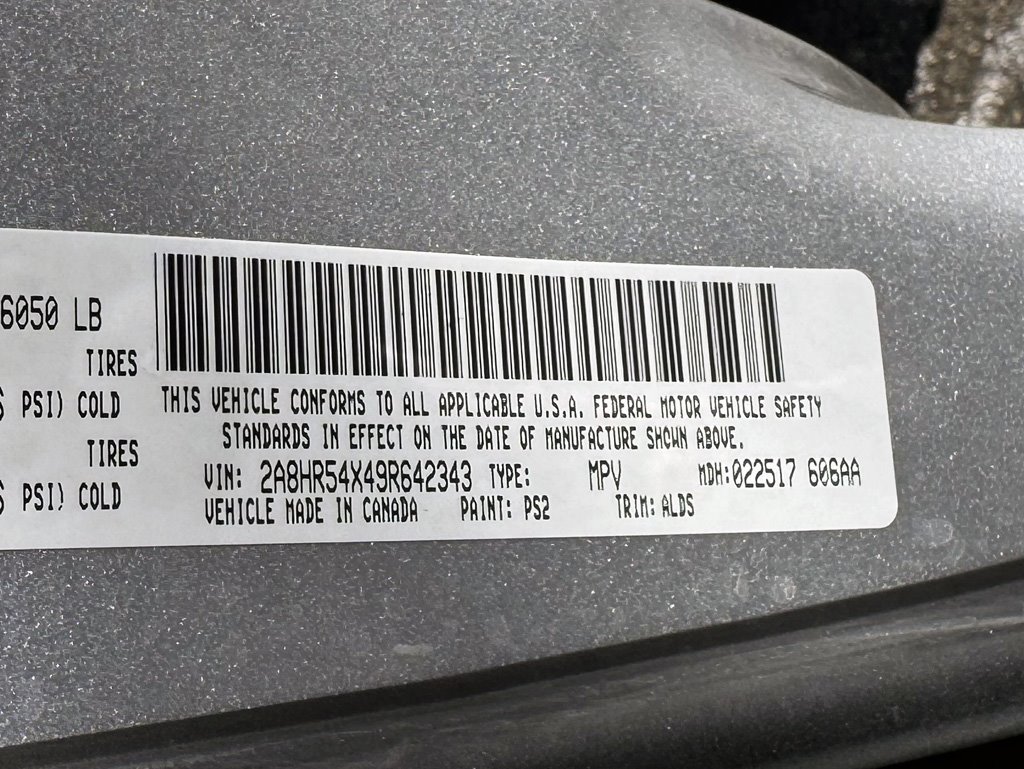 6050 LB
TIRES
PSI) COLD
TIRES
PSI) COLD
THIS VEHICLE CONFORMS TO ALL APPLICABLE U.S.A. FEDERAL MOTOR VEHICLE SAFETY
STANDARDS IN EFFECT ON THE DATE OF MANUFACTURE SHOWN ABOVE.
VIN: 2A8HR54X49R642343 TYPE: MPV MDH:022517 606AA
VEHICLE MADE IN CANADA PAINT: PS2 TRIM: ALDS